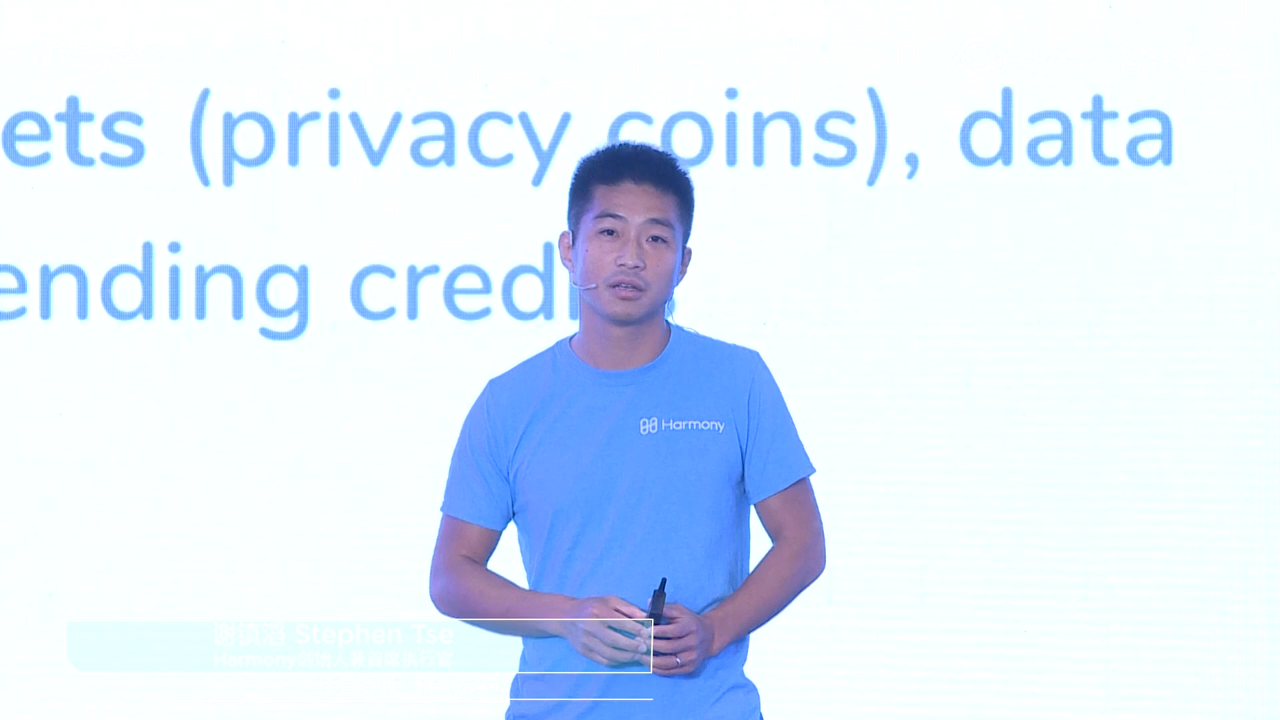 ets (privacy coins), data
ending credi
Harmony
Stephen Tse
Harmony